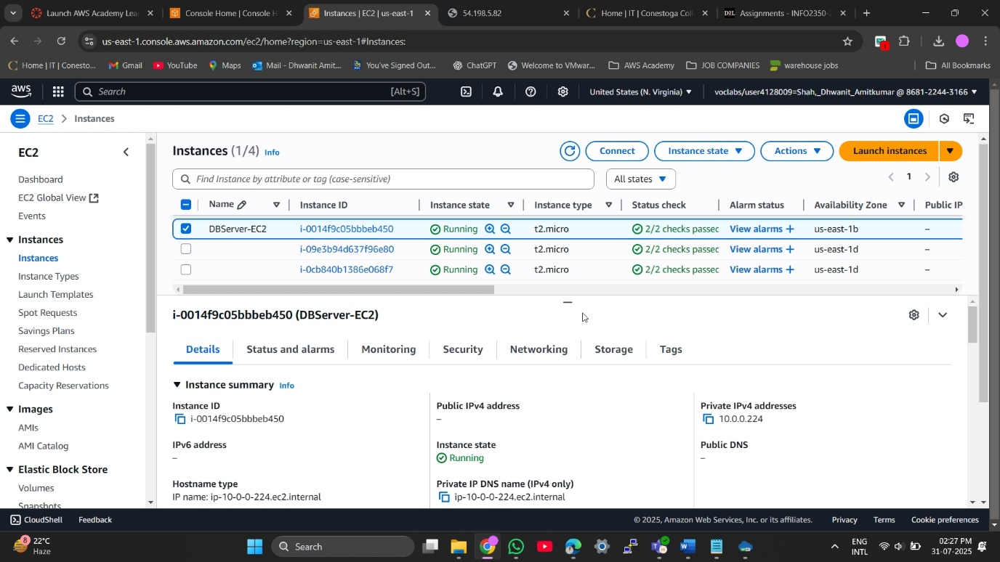 Launch AWS Academy Lea
Console Home | Console H
Instances | EC2 | us-east-1
54.198.5.82
Home | IT | Conestoga Col
D2L Assignments - INFO2350-2
us-east-1.console.aws.amazon.com/ec2/home?region=us-east-1#Instances:
1
Home | IT | Conesto...
Gmail
YouTube
Maps
Mail - Dhwanit Amit...
You've Signed Out...
ChatGPT
Welcome to VMwar...
AWS Academy
JOB COMPANIES
warehouse jobs
All Bookmarks
aws
Search [Alt+S]
United States (N. Virginia)
voclabs/user4128009=Shah,_Dhwanit_Amitkumar @ 8681-2244-3166
EC2 > Instances
EC2
Dashboard
EC2 Global View
Events
Instances
Instances
Instance Types
Launch Templates
Spot Requests
Savings Plans
Reserved Instances
Dedicated Hosts
Capacity Reservations
Images
AMIs
AMI Catalog
Elastic Block Store
Volumes
Snapshots
Instances (1/4) Info
Connect
Instance state
Actions
Launch instances
Find Instance by attribute or tag (case-sensitive)
All states
1
Name Instance ID Instance state Instance type Status check Alarm status Availability Zone Public IP
DBServer-EC2 i-0014f9c05bbbeb450 Running t2.micro 2/2 checks passec View alarms + us-east-1b –
i-09e3b94d637f96e80 Running t2.micro 2/2 checks passec View alarms + us-east-1d –
i-0cb840b1386e068f7 Running t2.micro 2/2 checks passec View alarms + us-east-1d –
i-0014f9c05bbbeb450 (DBServer-EC2)
Details Status and alarms Monitoring Security Networking Storage Tags
Instance summary Info
Instance ID
i-0014f9c05bbbeb450
Public IPv4 address
–
Private IPv4 addresses
10.0.0.224
IPv6 address
–
Instance state
Running
Public DNS
–
Hostname type
IP name: ip-10-0-0-224.ec2.internal
Private IP DNS name (IPv4 only)
ip-10-0-0-224.ec2.internal
CloudShell
Feedback
© 2025, Amazon Web Services, Inc. or its affiliates.
Privacy
Terms
Cookie preferences
8
22°C
Haze
Search
ENG
INTL
02:27 PM
31-07-2025